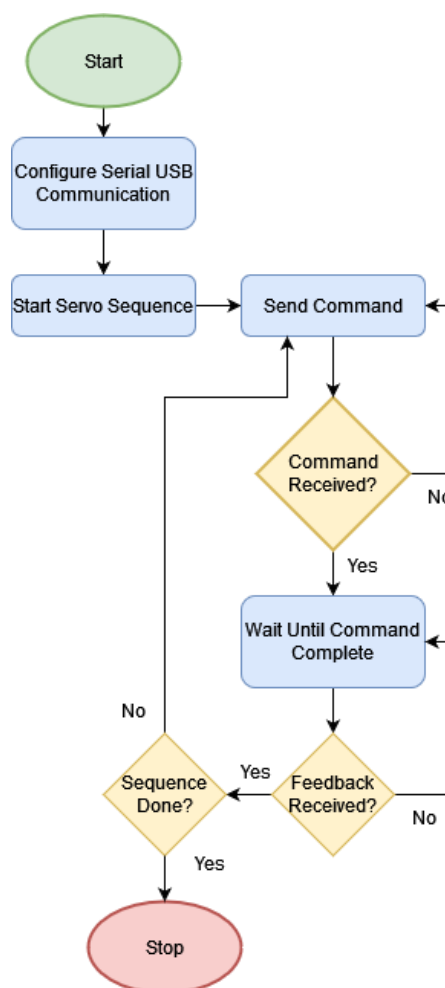 Start
Configure Serial USB
Communication
Start Servo Sequence
Send Command
Command
Received?
No
Yes
Wait Until Command
Complete
No
Sequence
Done?
Yes
Feedback
Received?
No
Yes
Stop